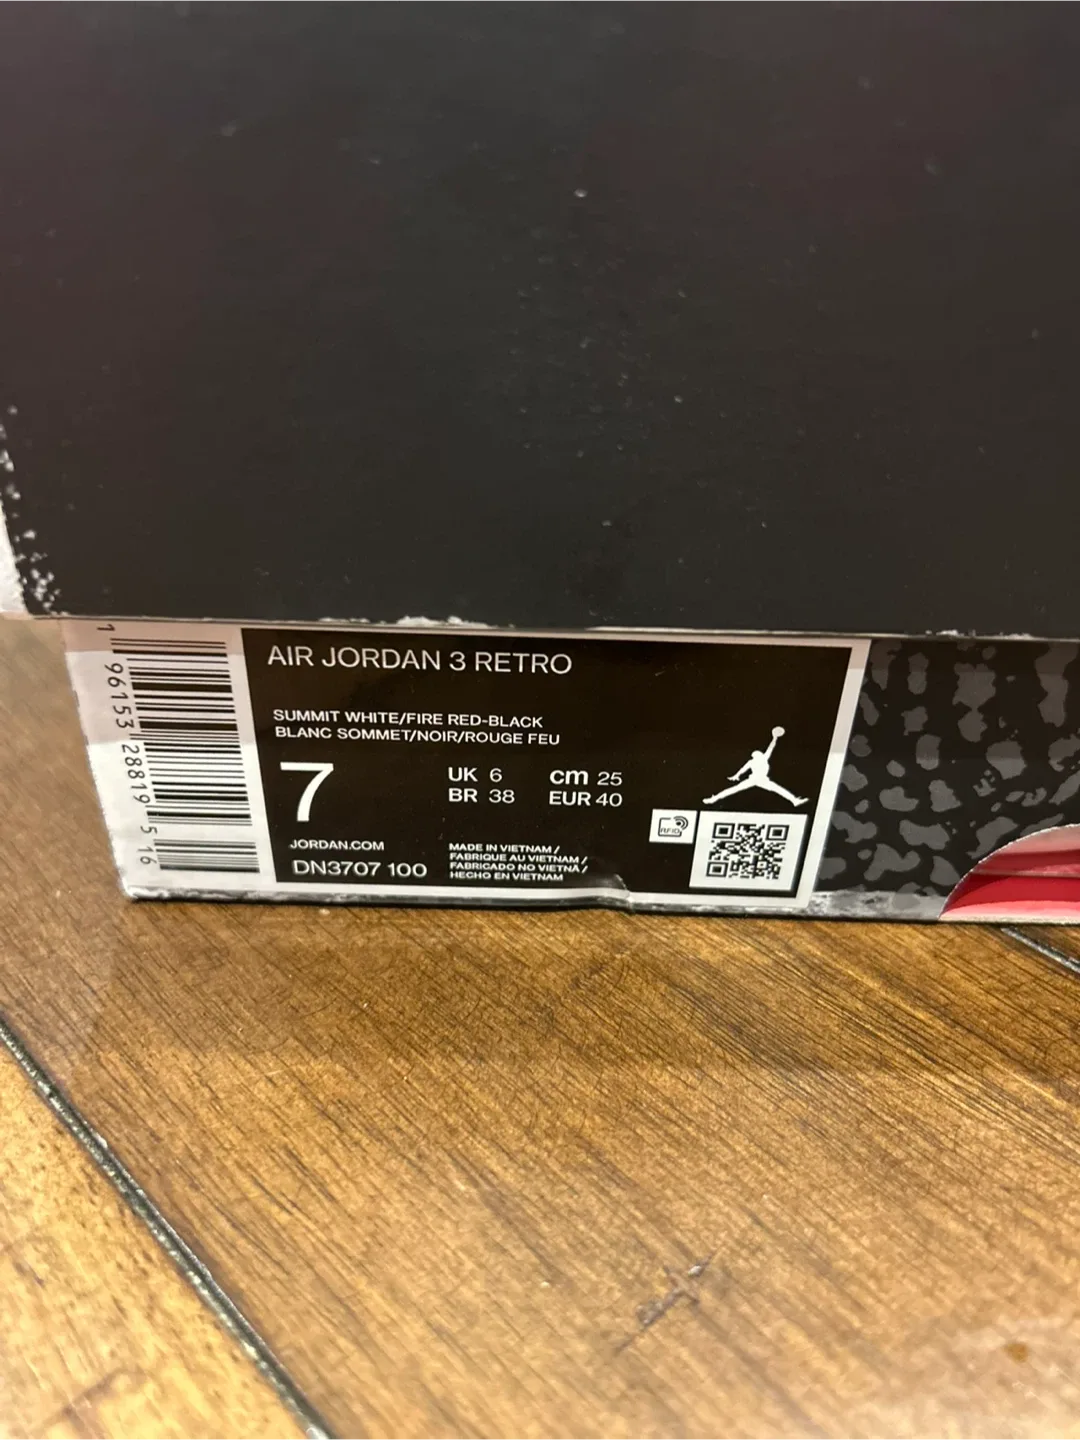 AIR JORDAN 3 RETRO
SUMMIT WHITE/FIRE RED-BLACK
BLANC SOMMET/NOIR/ROUGE FEU
7
UK 6
cm 25
BR 38
EUR 40
JORDAN.COM
DN3707 100
MADE IN VIETNAM /
FABRIQUE AU VIETNAM /
FABRICADO NO VIETNÃ /
HECHO EN VIETNAM
RFID
1 96153 28819 5 16